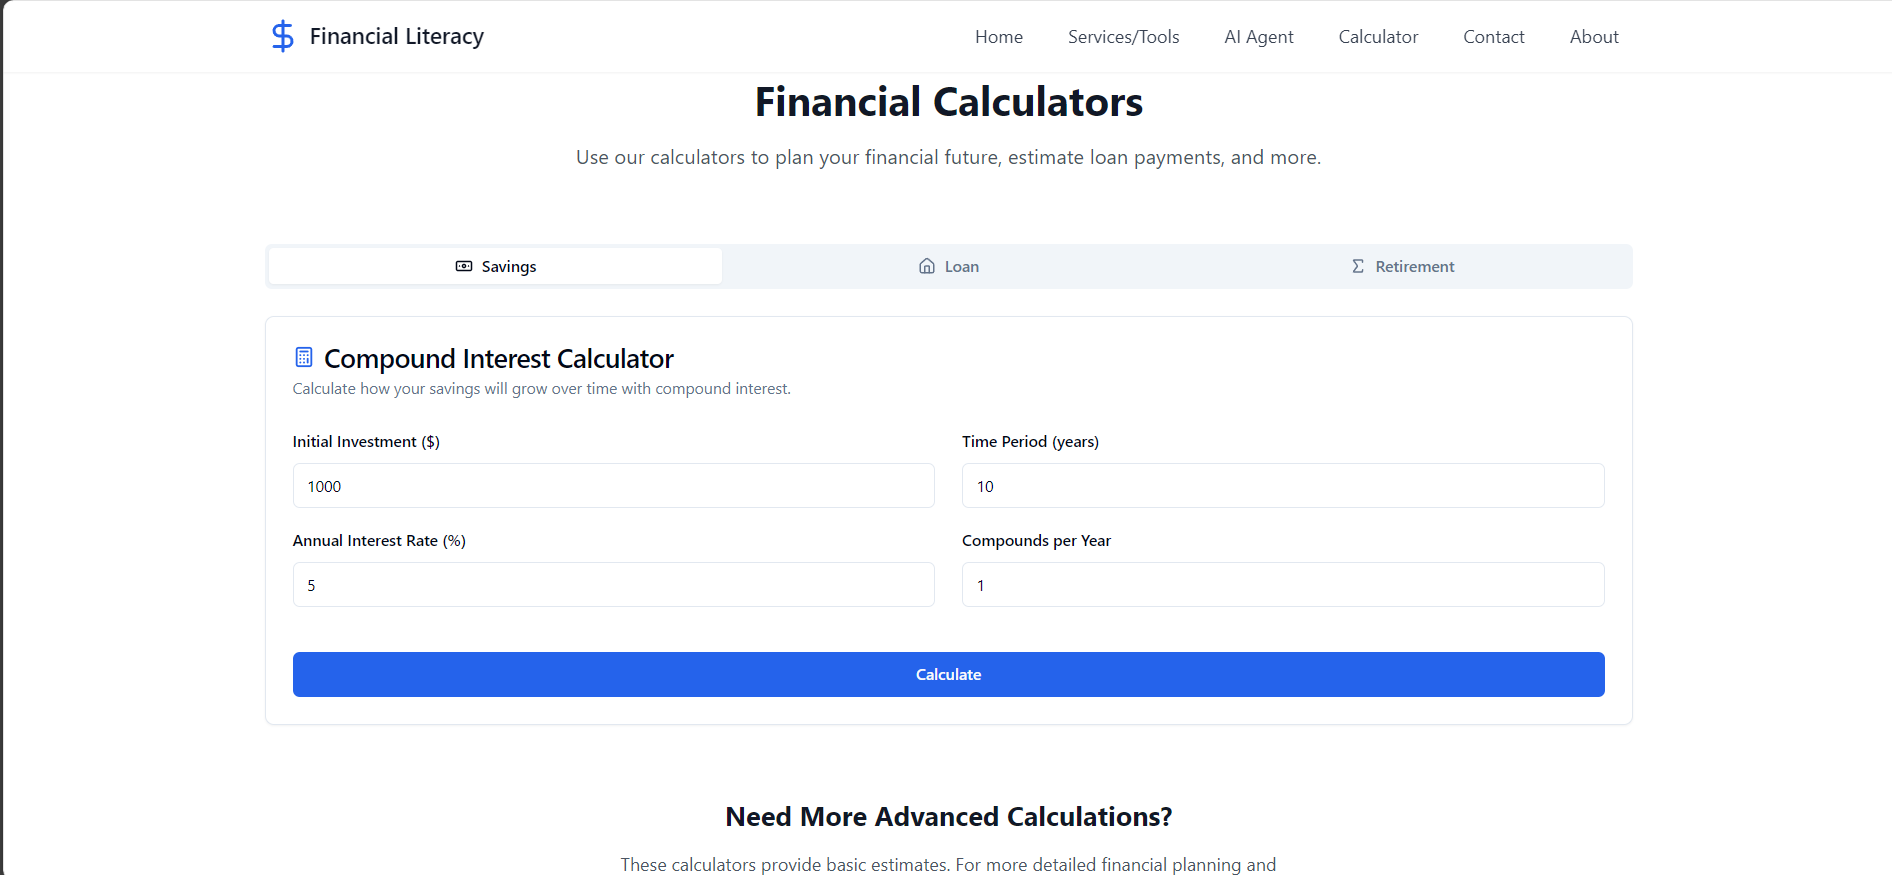 Financial Literacy
Home Services/Tools AI Agent Calculator Contact About
Financial Calculators
Use our calculators to plan your financial future, estimate loan payments, and more.
Savings Loan Retirement
Compound Interest Calculator
Calculate how your savings will grow over time with compound interest.
Initial Investment ($) Time Period (years)
1000 10
Annual Interest Rate (%) Compounds per Year
5 1
Calculate
Need More Advanced Calculations?
These calculators provide basic estimates. For more detailed financial planning and